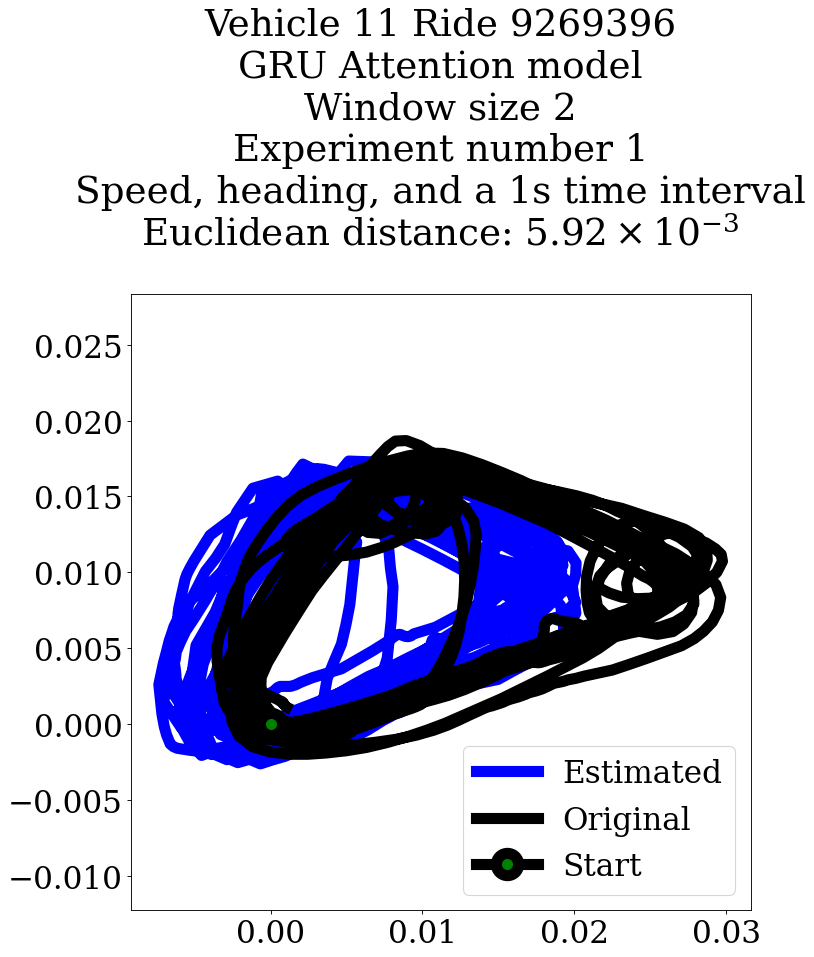 Vehicle 11 Ride 9269396
GRU Attention model
Window size 2
Experiment number 1
Speed, heading, and a 1s time interval
Euclidean distance: 5.92 × 10⁻³
0.025
0.020
0.015
0.010
0.005
0.000
−0.005
−0.010
0.00 0.01 0.02 0.03
Estimated
Original
Start